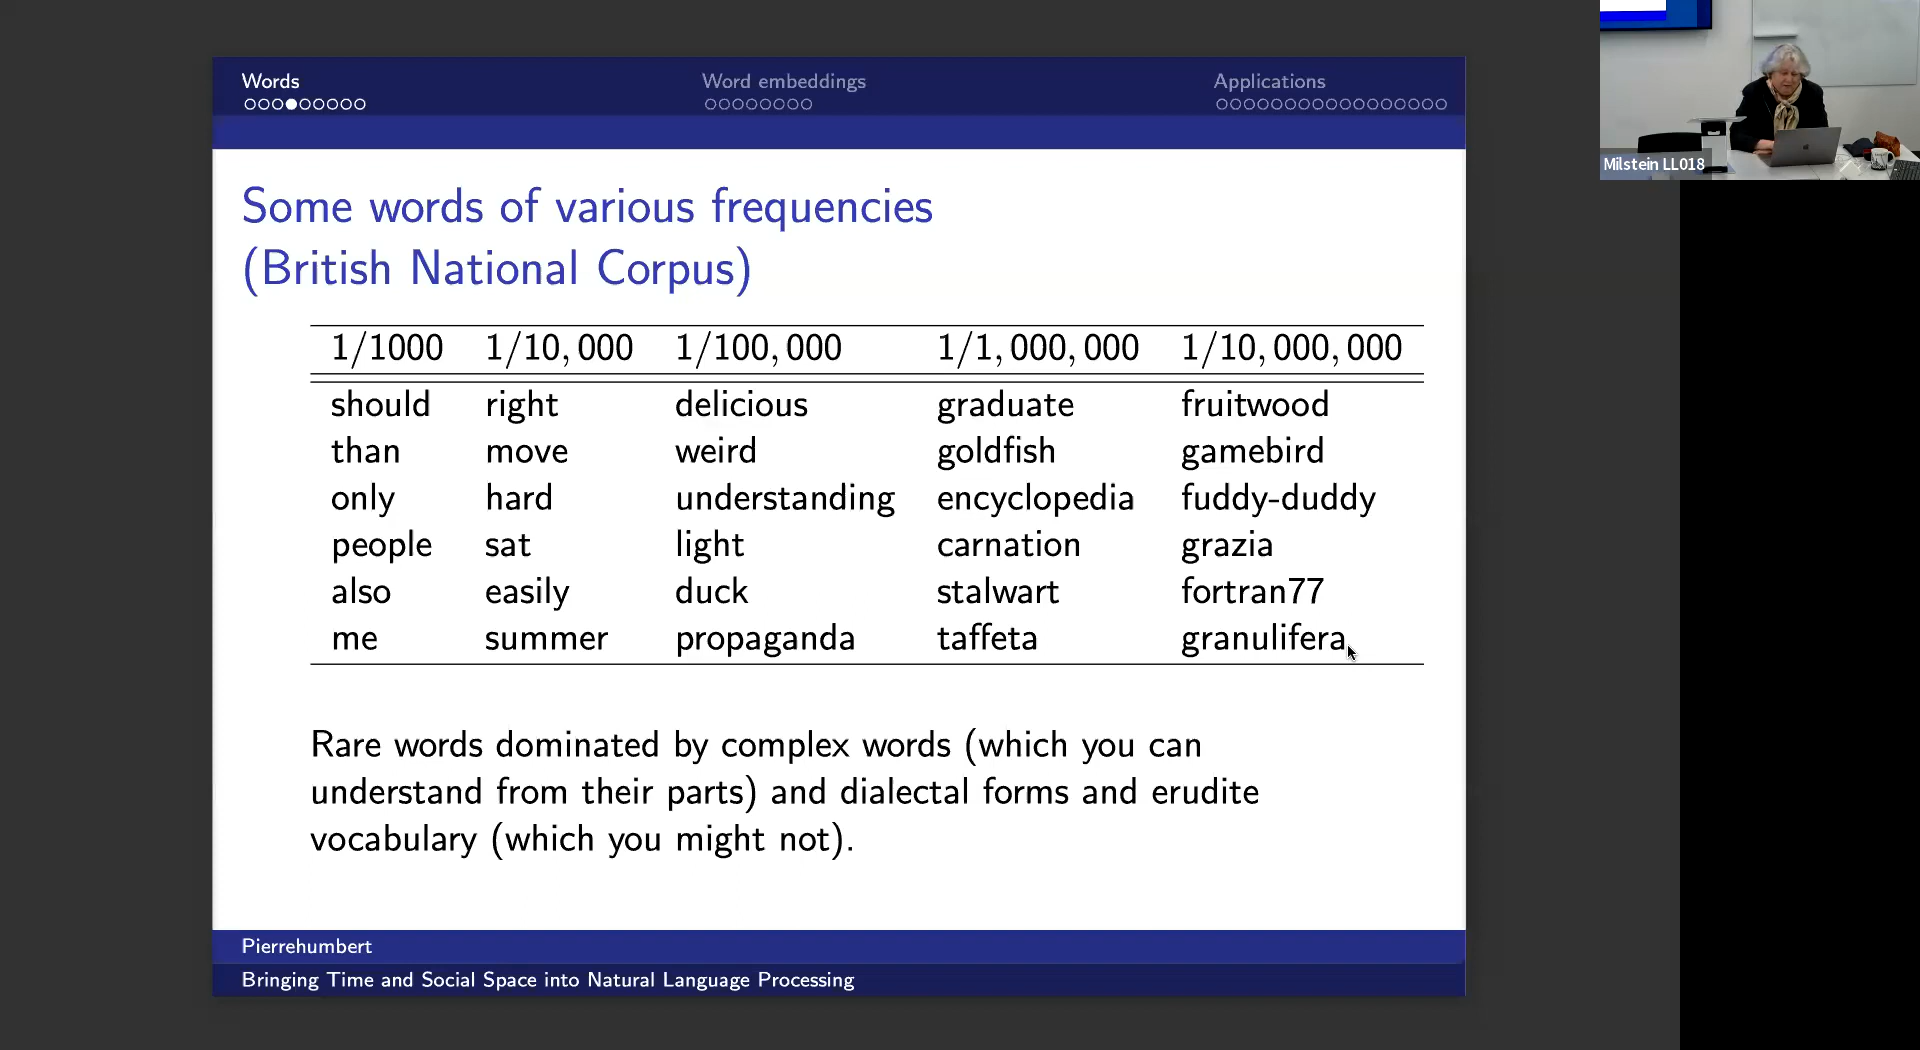 Words
Word embeddings
Applications
Some words of various frequencies
(British National Corpus)
1/1000 1/10,000 1/100,000 1/1,000,000 1/10,000,000
should right delicious graduate fruitwood
than move weird goldfish gamebird
only hard understanding encyclopedia fuddy-duddy
people sat light carnation grazia
also easily duck stalwart fortran77
me summer propaganda taffeta granulifera
Rare words dominated by complex words (which you can
understand from their parts) and dialectal forms and erudite
vocabulary (which you might not).
Pierrehumbert
Bringing Time and Social Space into Natural Language Processing
Milstein LL018